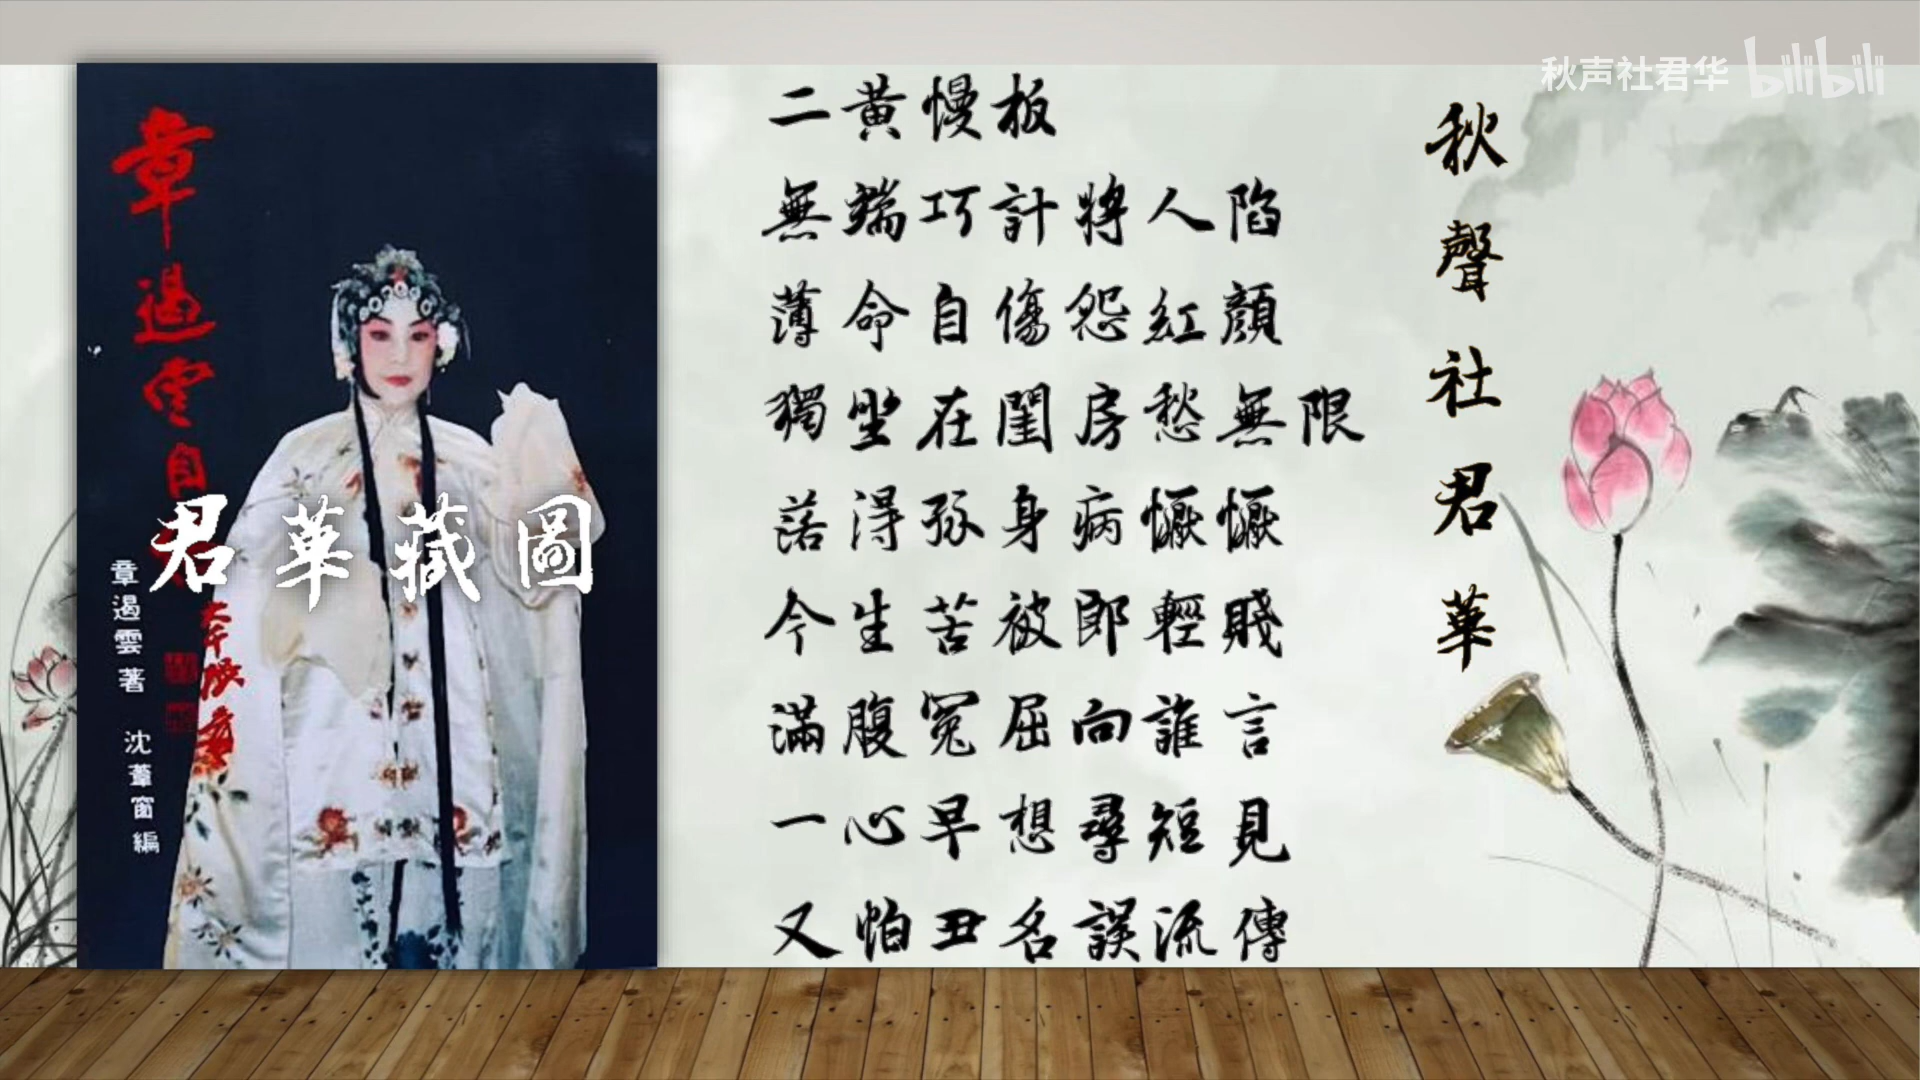 秋声社君华 bilibili
章遏雲自
章遏雲著 沈葦窗編
君華藏圖
二黃慢板
無端巧計將人陷
薄命自傷怨紅顏
獨坐在閨房愁無限
落得孤身病懨懨
今生苦被郎輕賤
滿腹冤屈向誰言
一心早想尋短見
又怕丑名誤流傳
秋聲社君華